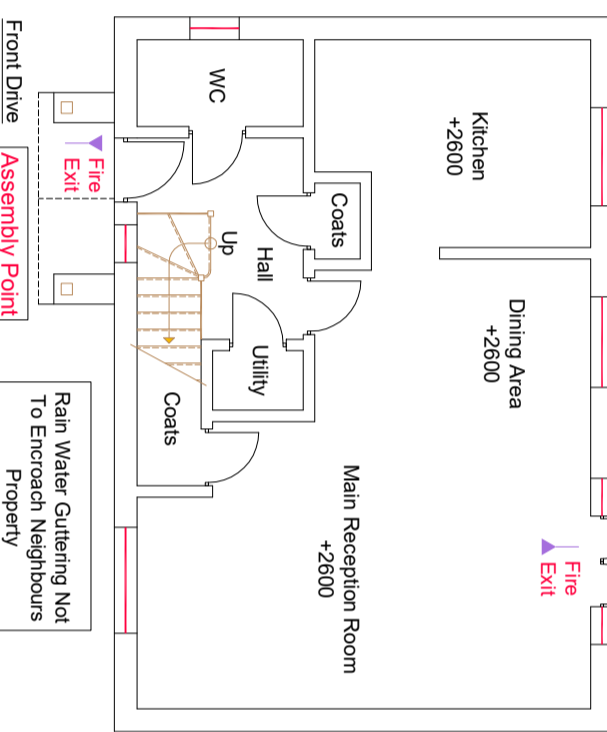 Kitchen
+2600
Dining Area
+2600
Fire
Exit
WC
Coats
Hall
Up
Utility
Coats
Main Reception Room
+2600
Fire
Exit
Front Drive
Assembly Point
Rain Water Guttering Not
To Encroach Neighbours
Property